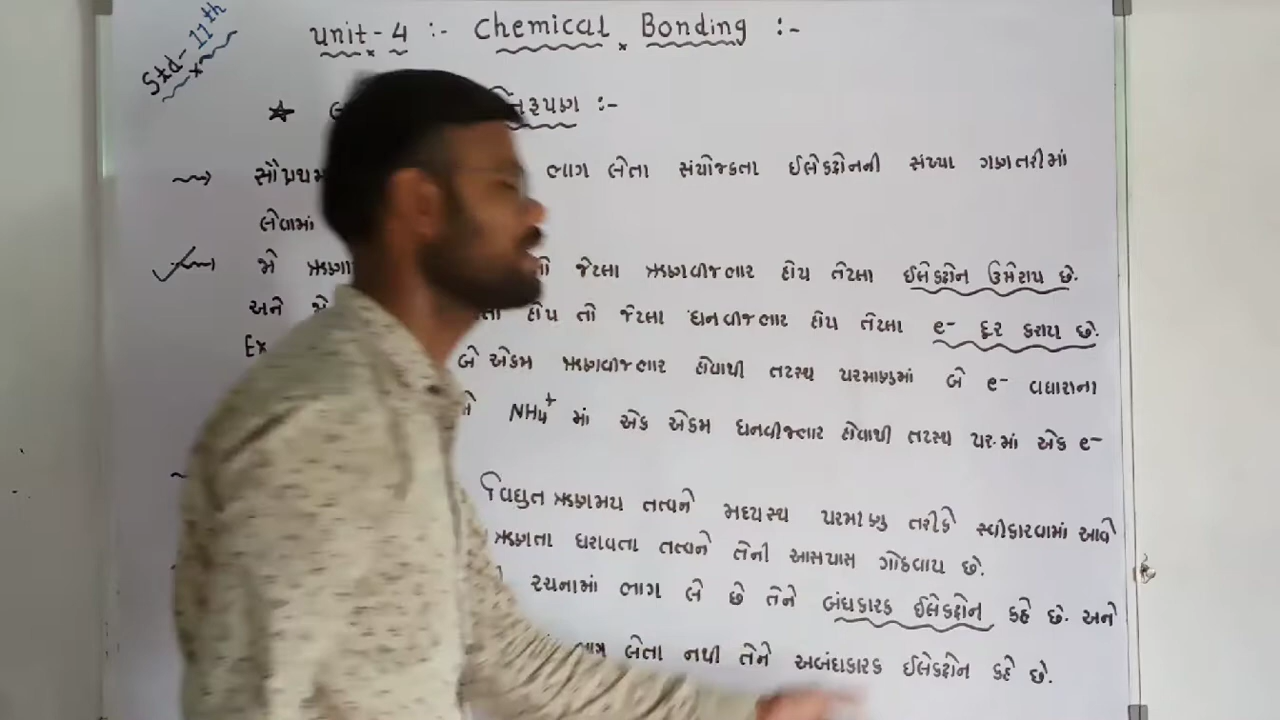 Std-11th
Unit-4 :- Chemical Bonding :-
નિરૂપણ :-
ભાગ લેતા સંયોજકતા ઈલેક્ટ્રોનની સંખ્યા ગણતરીમાં
લેવામાં
જો જેટલા ઋણવીજભાર હોય તેટલા ઈલેક્ટ્રોન ઉમેરાય છે.
અને હોય તો જેટલા ધનવીજભાર હોય તેટલા e- દૂર કરાય છે.
Ex બે એકમ ઋણવીજભાર હોવાથી તટસ્થ પરમાણુમાં બે e- વધારાના
NH4+ માં એક એકમ ધનવીજભાર હોવાથી તટસ્થ પર.માં એક e-
વિદ્યુત ઋણમય તત્વને મધ્યસ્થ પરમાણુ તરીકે સ્વીકારવામાં આવે
ઋણતા ધરાવતા તત્વને તેની આસપાસ ગોઠવાય છે.
રચનામાં ભાગ લે છે તેને બંધકારક ઈલેક્ટ્રોન કહે છે. અને
ભાગ લેતા નથી તેને અબંધકારક ઈલેક્ટ્રોન કહે છે.